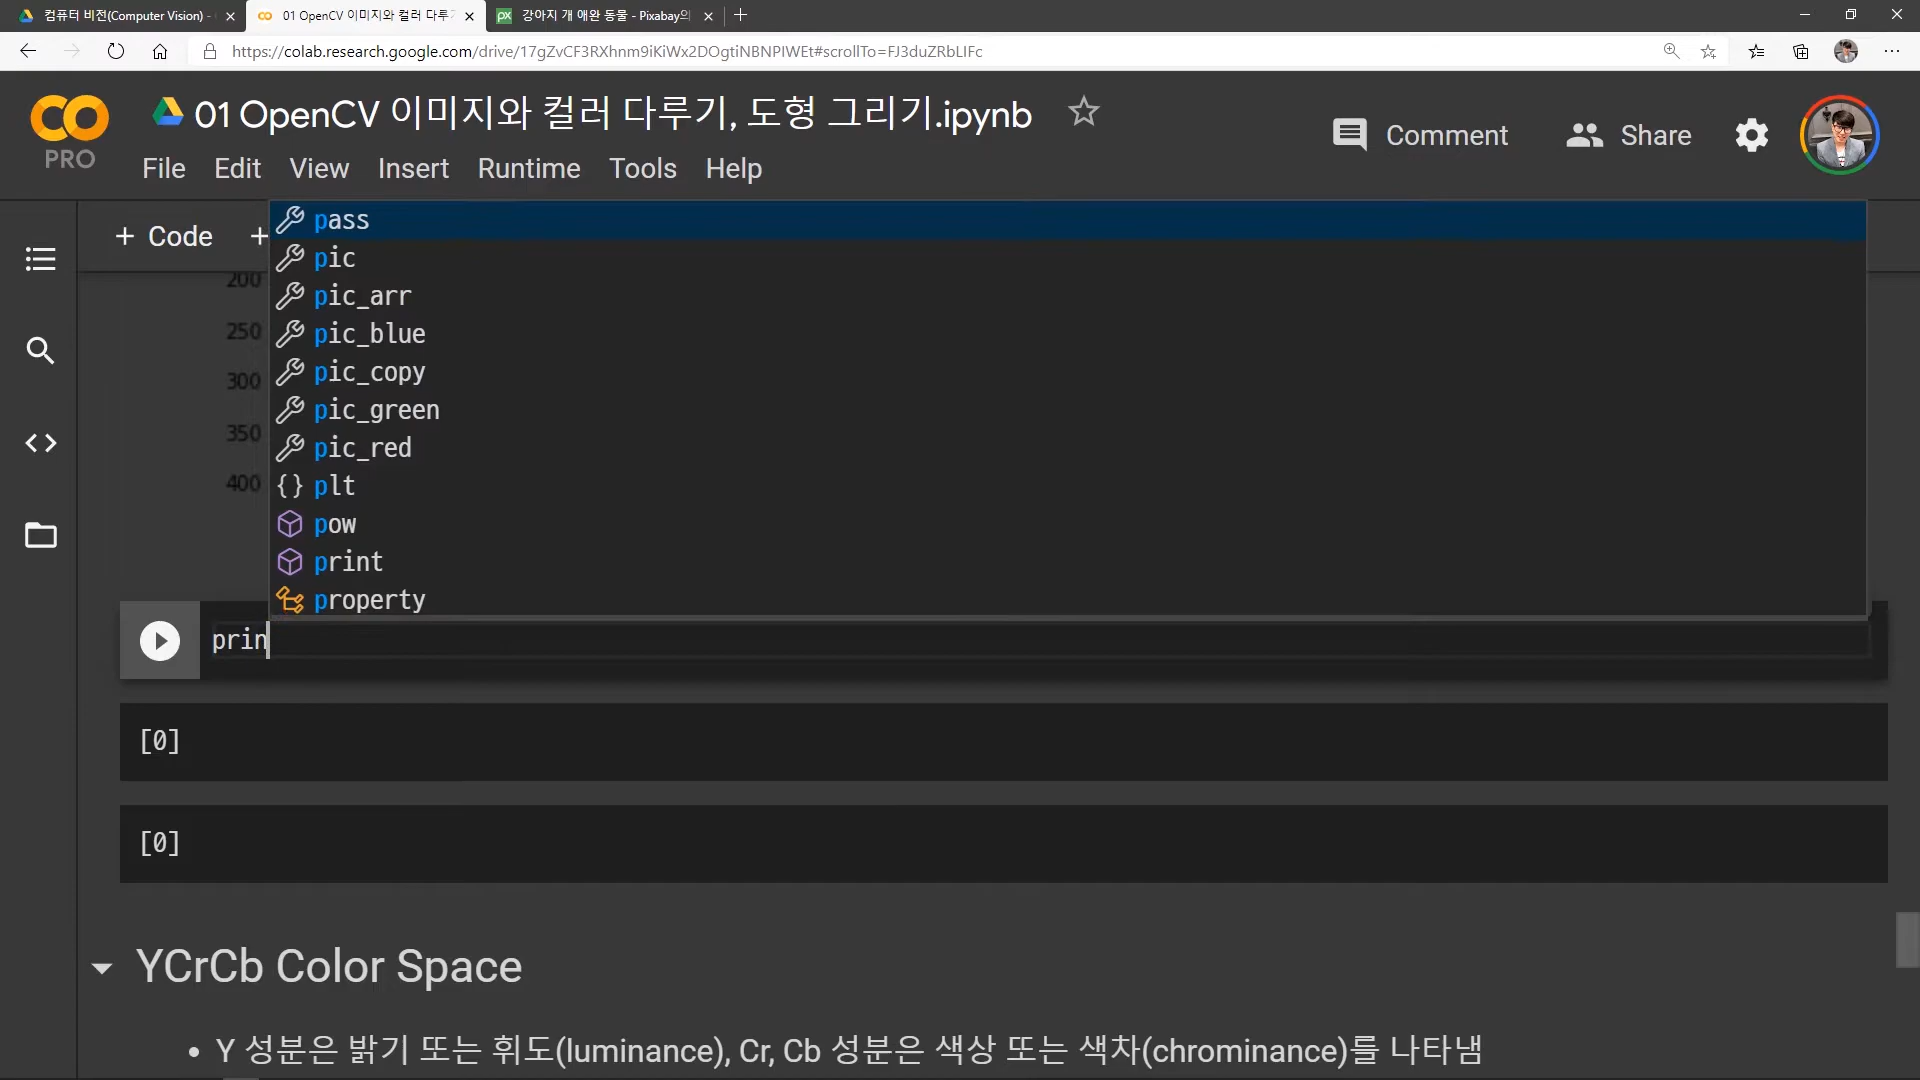 컴퓨터 비전(Computer Vision) -
01 OpenCV 이미지와 컬러 다루기
강아지 개 애완 동물 - Pixabay의
https://colab.research.google.com/drive/17gZvCF3RXhnm9iKiWx2DOgtiNBNPIWEt#scrollTo=FJ3duZRbLIFc
CO
PRO
01 OpenCV 이미지와 컬러 다루기, 도형 그리기.ipynb
Comment
Share
File Edit View Insert Runtime Tools Help
+ Code +
200
250
300
350
400
pass
pic
pic_arr
pic_blue
pic_copy
pic_green
pic_red
{} plt
pow
print
property
prin
[0]
[0]
YCrCb Color Space
• Y 성분은 밝기 또는 휘도(luminance), Cr, Cb 성분은 색상 또는 색차(chrominance)를 나타냄